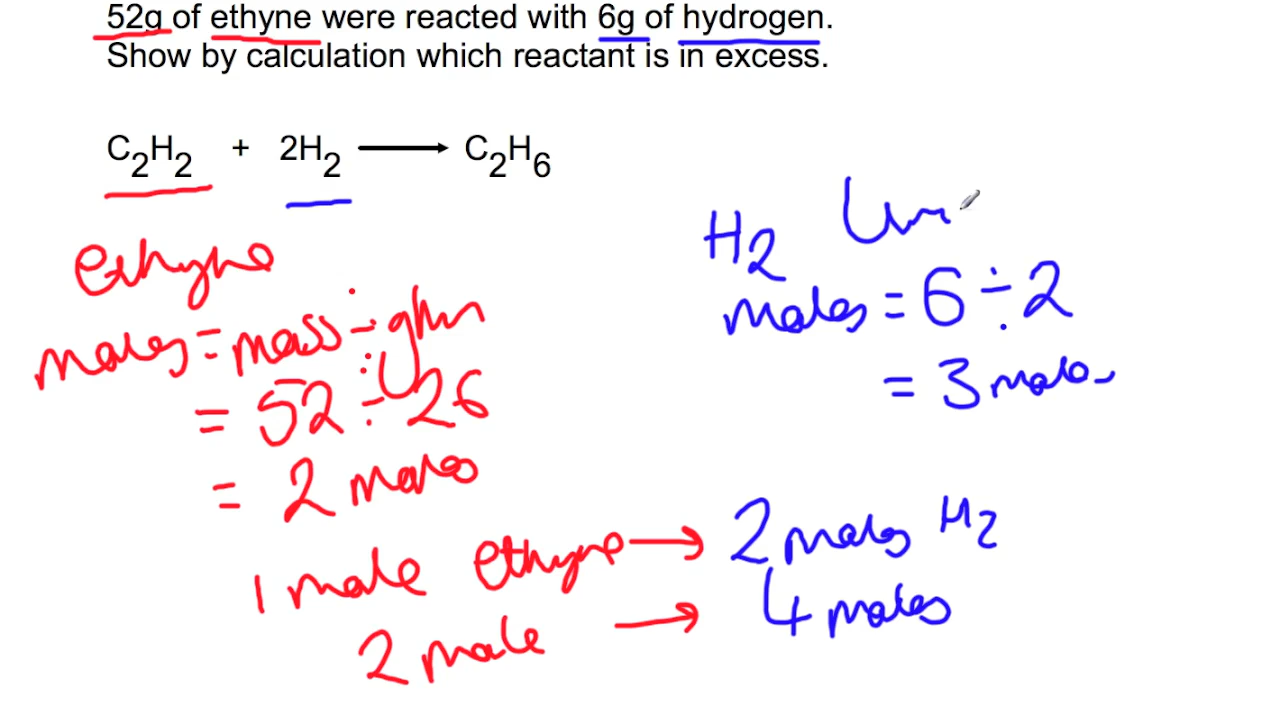 52g of ethyne were reacted with 6g of hydrogen.
Show by calculation which reactant is in excess.
C₂H₂ + 2H₂ ⟶ C₂H₆
ethyne
moles = mass ÷ gfm
= 52 ÷ 26
= 2 moles
H₂
moles = 6 ÷ 2
= 3 moles
1 mole ethyne → 2 moles H₂
2 mole → 4 moles